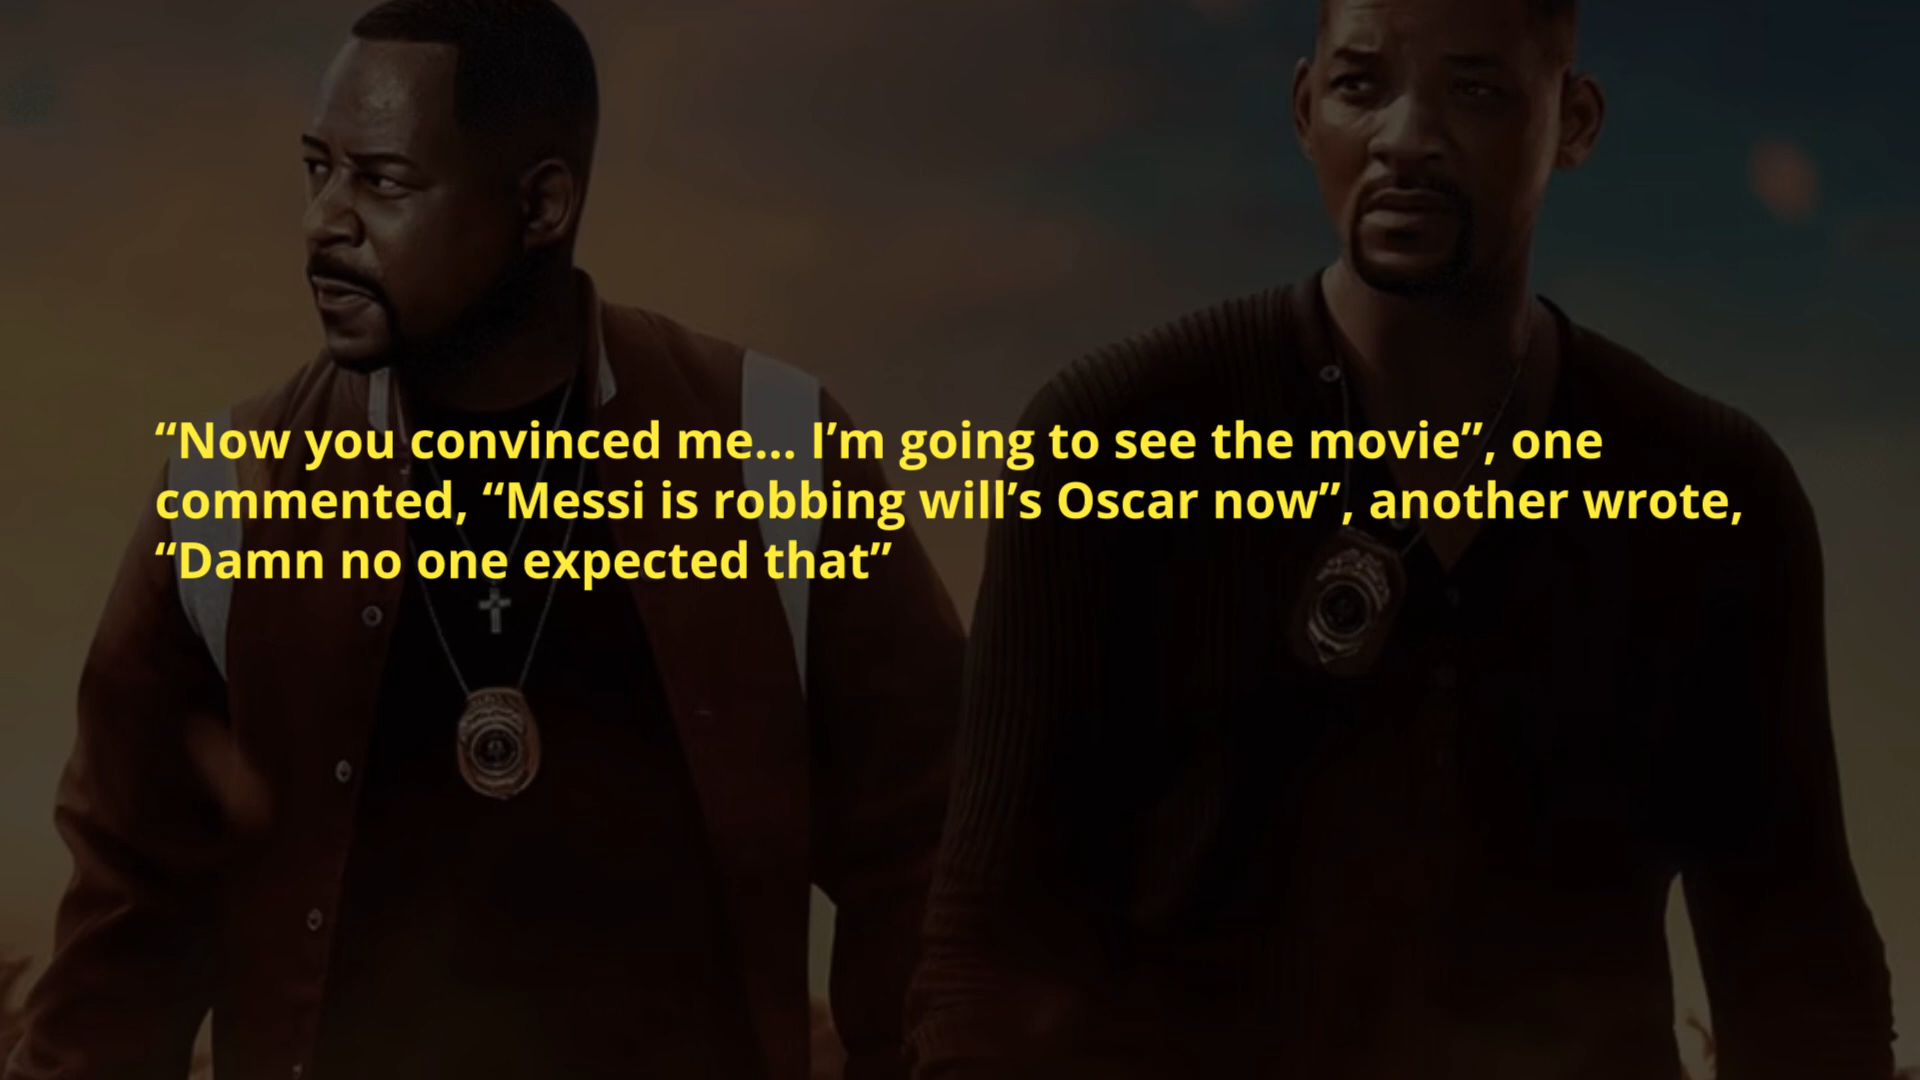 “Now you convinced me... I’m going to see the movie”, one
commented, “Messi is robbing will’s Oscar now”, another wrote,
“Damn no one expected that”